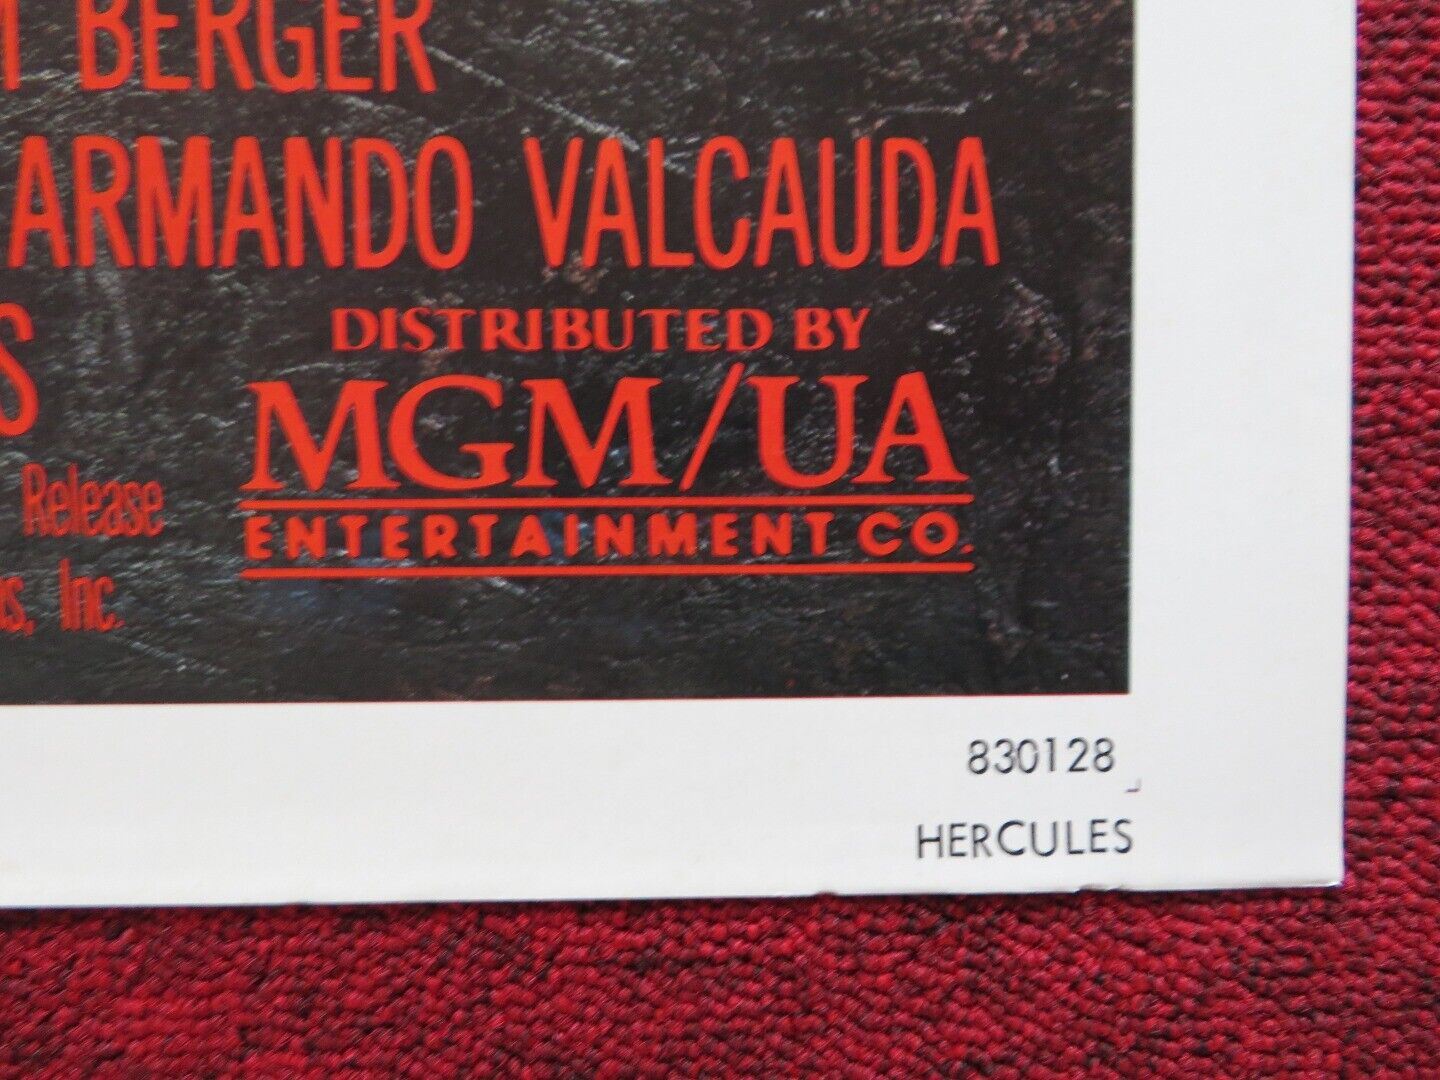 BERGER
ARMANDO VALCAUDA
DISTRIBUTED BY
MGM/UA
ENTERTAINMENT CO.
Release
Inc.
830128
HERCULES